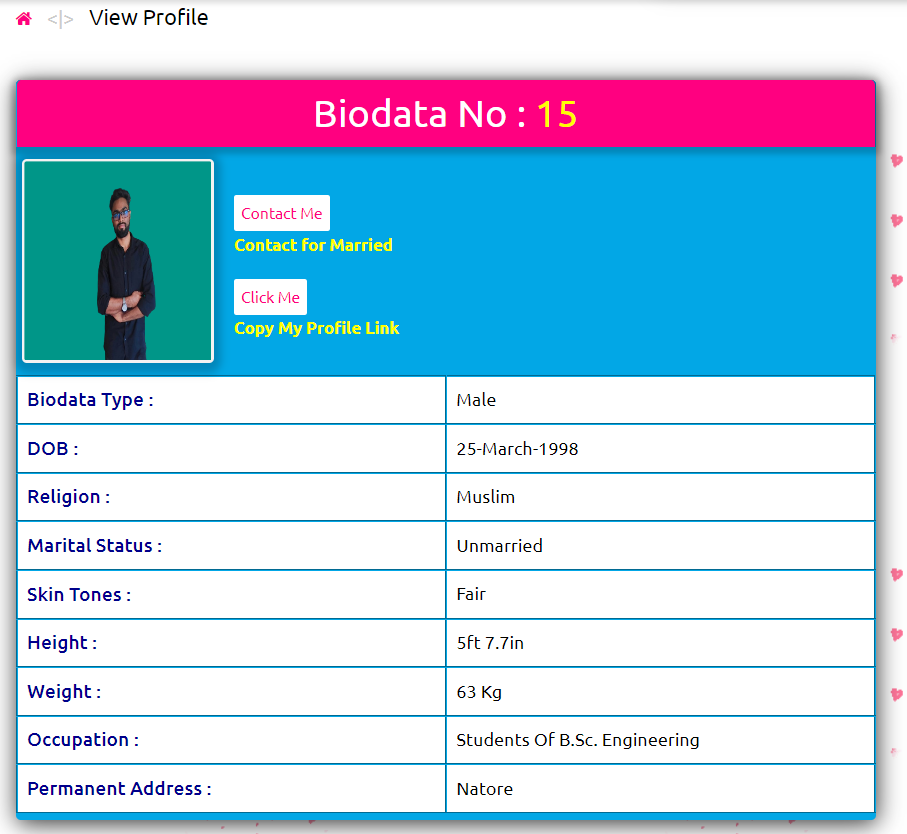 View Profile
Biodata No : 15
Contact Me
Contact for Married
Click Me
Copy My Profile Link
Biodata Type : Male
DOB : 25-March-1998
Religion : Muslim
Marital Status : Unmarried
Skin Tones : Fair
Height : 5ft 7.7in
Weight : 63 Kg
Occupation : Students Of B.Sc. Engineering
Permanent Address : Natore